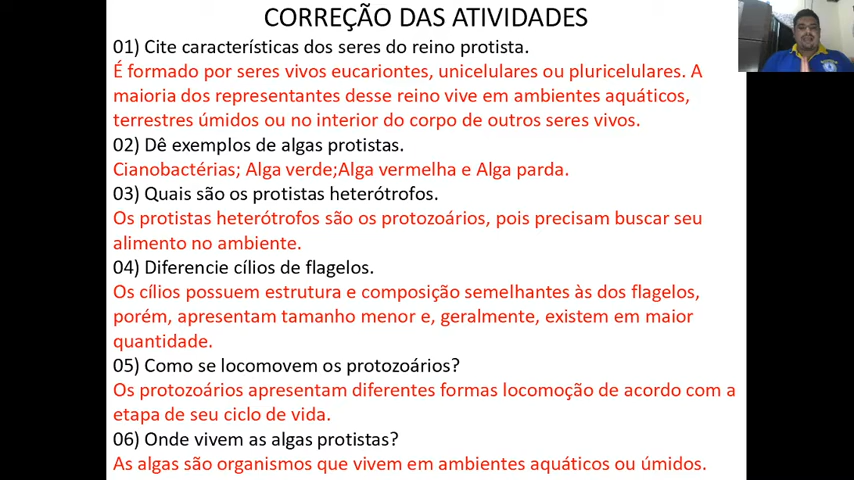 CORREÇÃO DAS ATIVIDADES
01) Cite características dos seres do reino protista.
É formado por seres vivos eucariontes, unicelulares ou pluricelulares. A
maioria dos representantes desse reino vive em ambientes aquáticos,
terrestres úmidos ou no interior do corpo de outros seres vivos.
02) Dê exemplos de algas protistas.
Cianobactérias; Alga verde;Alga vermelha e Alga parda.
03) Quais são os protistas heterótrofos.
Os protistas heterótrofos são os protozoários, pois precisam buscar seu
alimento no ambiente.
04) Diferencie cílios de flagelos.
Os cílios possuem estrutura e composição semelhantes às dos flagelos,
porém, apresentam tamanho menor e, geralmente, existem em maior
quantidade.
05) Como se locomovem os protozoários?
Os protozoários apresentam diferentes formas locomoção de acordo com a
etapa de seu ciclo de vida.
06) Onde vivem as algas protistas?
As algas são organismos que vivem em ambientes aquáticos ou úmidos.